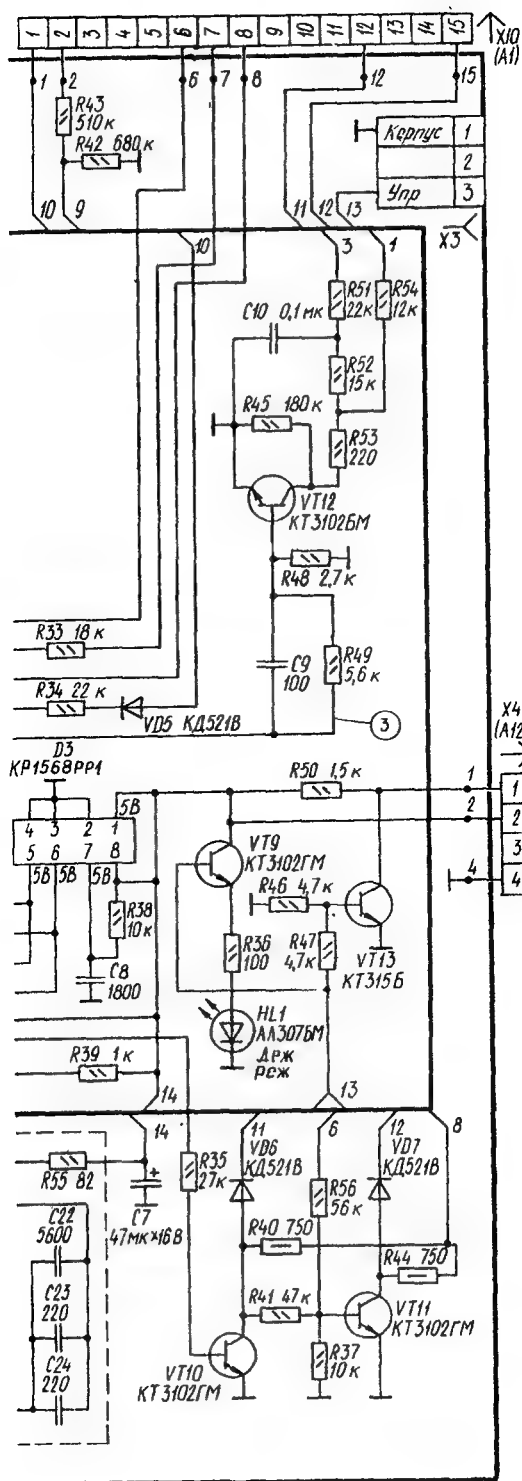 1 2 3 4 5 6 7 8 9 10 11 12 13 14 15
X10
(A1)
1 2 6 7 8 12 15
R43
510к
R42 680к
Корпус 1
2
Упр 3
X3
10 9 10 11 12 13
3 1
C10 0,1мк
R51
22к
R54
12к
R52
15к
R45 180к
R53
220
VT12
КТ3102БМ
R48 2,7к
R33 18к
C9
100
R49
5,6к
R34 22к
VD5 КД521В
3
D3
КР1568РР1
X4
(A12
R50 1,5к
1
1
2
2
3
4
4
5В
4 3 2 1
5 6 7 8
5В 5В 5В
VT9
КТ3102ГМ
R46 4,7к
R38
10к
R36
100
R47
4,7к
VT13
КТ315Б
C8
1800
HL1
АЛ307БМ
Деж
реж
R39 1к
14
13
14
11
6
12
8
VD6
КД521В
VD7
КД521В
R55 82
C7
47мк×16В
R35
27к
R56
56к
C22
5600
R40 750
R44 750
C23
220
R41 47к
VT11
КТ3102ГМ
C24
220
R37
10к
VT10
КТ3102ГМ